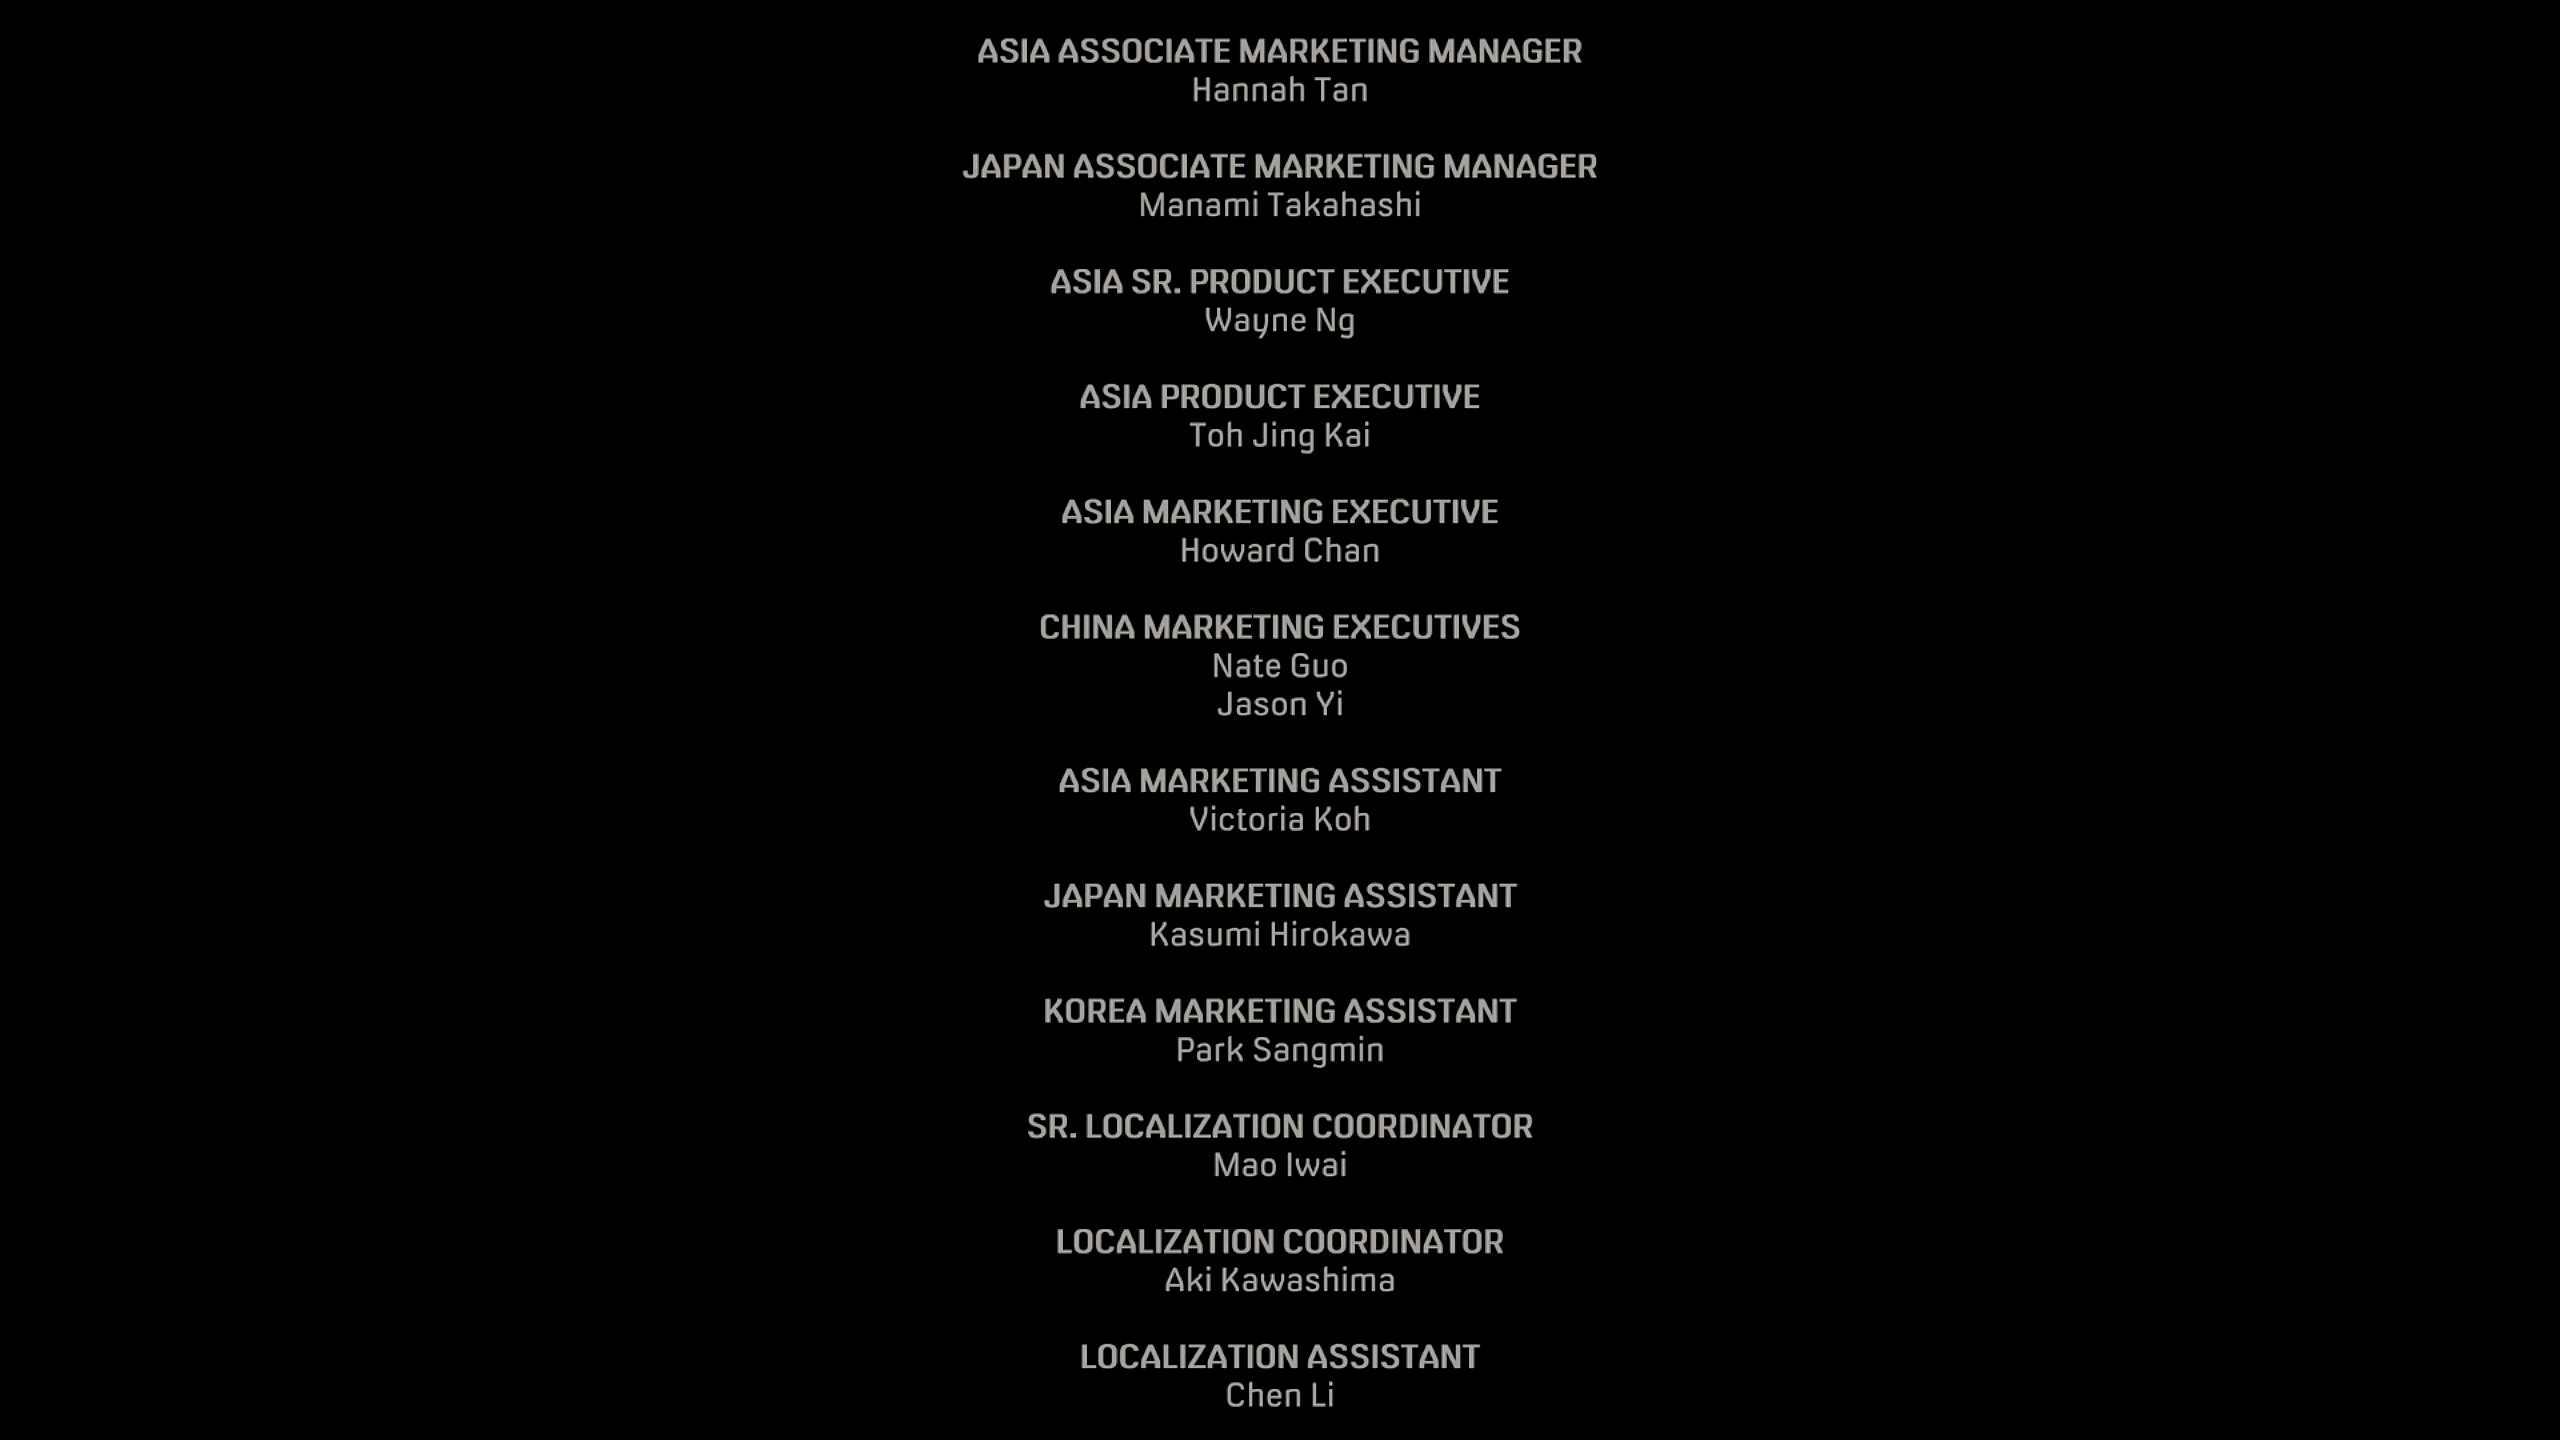 ASIA ASSOCIATE MARKETING MANAGER
Hannah Tan
JAPAN ASSOCIATE MARKETING MANAGER
Manami Takahashi
ASIA SR. PRODUCT EXECUTIVE
Wayne Ng
ASIA PRODUCT EXECUTIVE
Toh Jing Kai
ASIA MARKETING EXECUTIVE
Howard Chan
CHINA MARKETING EXECUTIVES
Nate Guo
Jason Yi
ASIA MARKETING ASSISTANT
Victoria Koh
JAPAN MARKETING ASSISTANT
Kasumi Hirokawa
KOREA MARKETING ASSISTANT
Park Sangmin
SR. LOCALIZATION COORDINATOR
Mao Iwai
LOCALIZATION COORDINATOR
Aki Kawashima
LOCALIZATION ASSISTANT
Chen Li